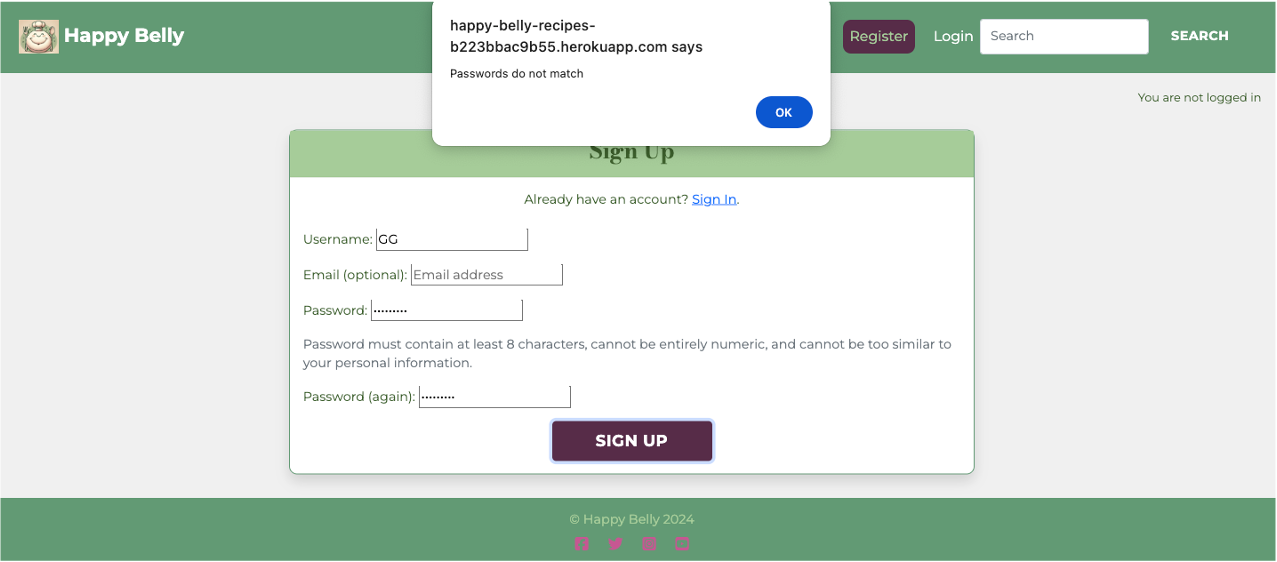 Happy Belly
happy-belly-recipes-
b223bbac9b55.herokuapp.com says
Passwords do not match
OK
Register
Login
Search
SEARCH
You are not logged in
Sign Up
Already have an account? Sign In.
Username: GG
Email (optional): Email address
Password: •••••••••
Password must contain at least 8 characters, cannot be entirely numeric, and cannot be too similar to
your personal information.
Password (again): •••••••••
SIGN UP
© Happy Belly 2024